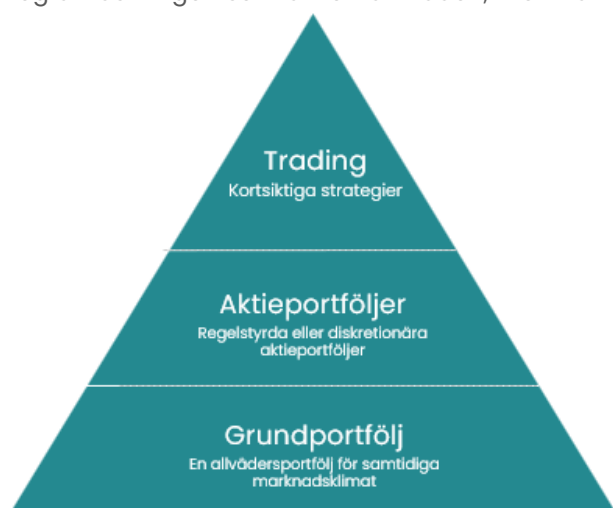 Trading
Kortsiktiga strategier
Aktieportföljer
Regelstyrda eller diskretionära
aktieportföljer
Grundportfölj
En allvädersportfölj för samtidiga
marknadsklimat